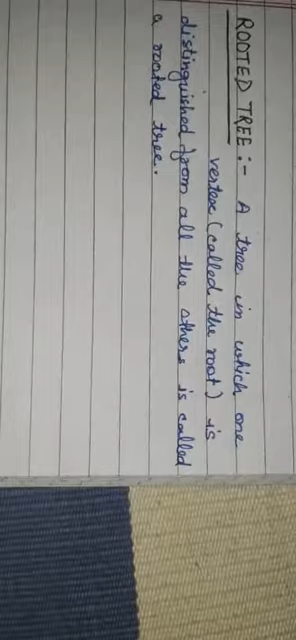 ROOTED TREE :- A tree in which one
vertex (called the root) is
distinguished from all the others is called
a rooted tree.